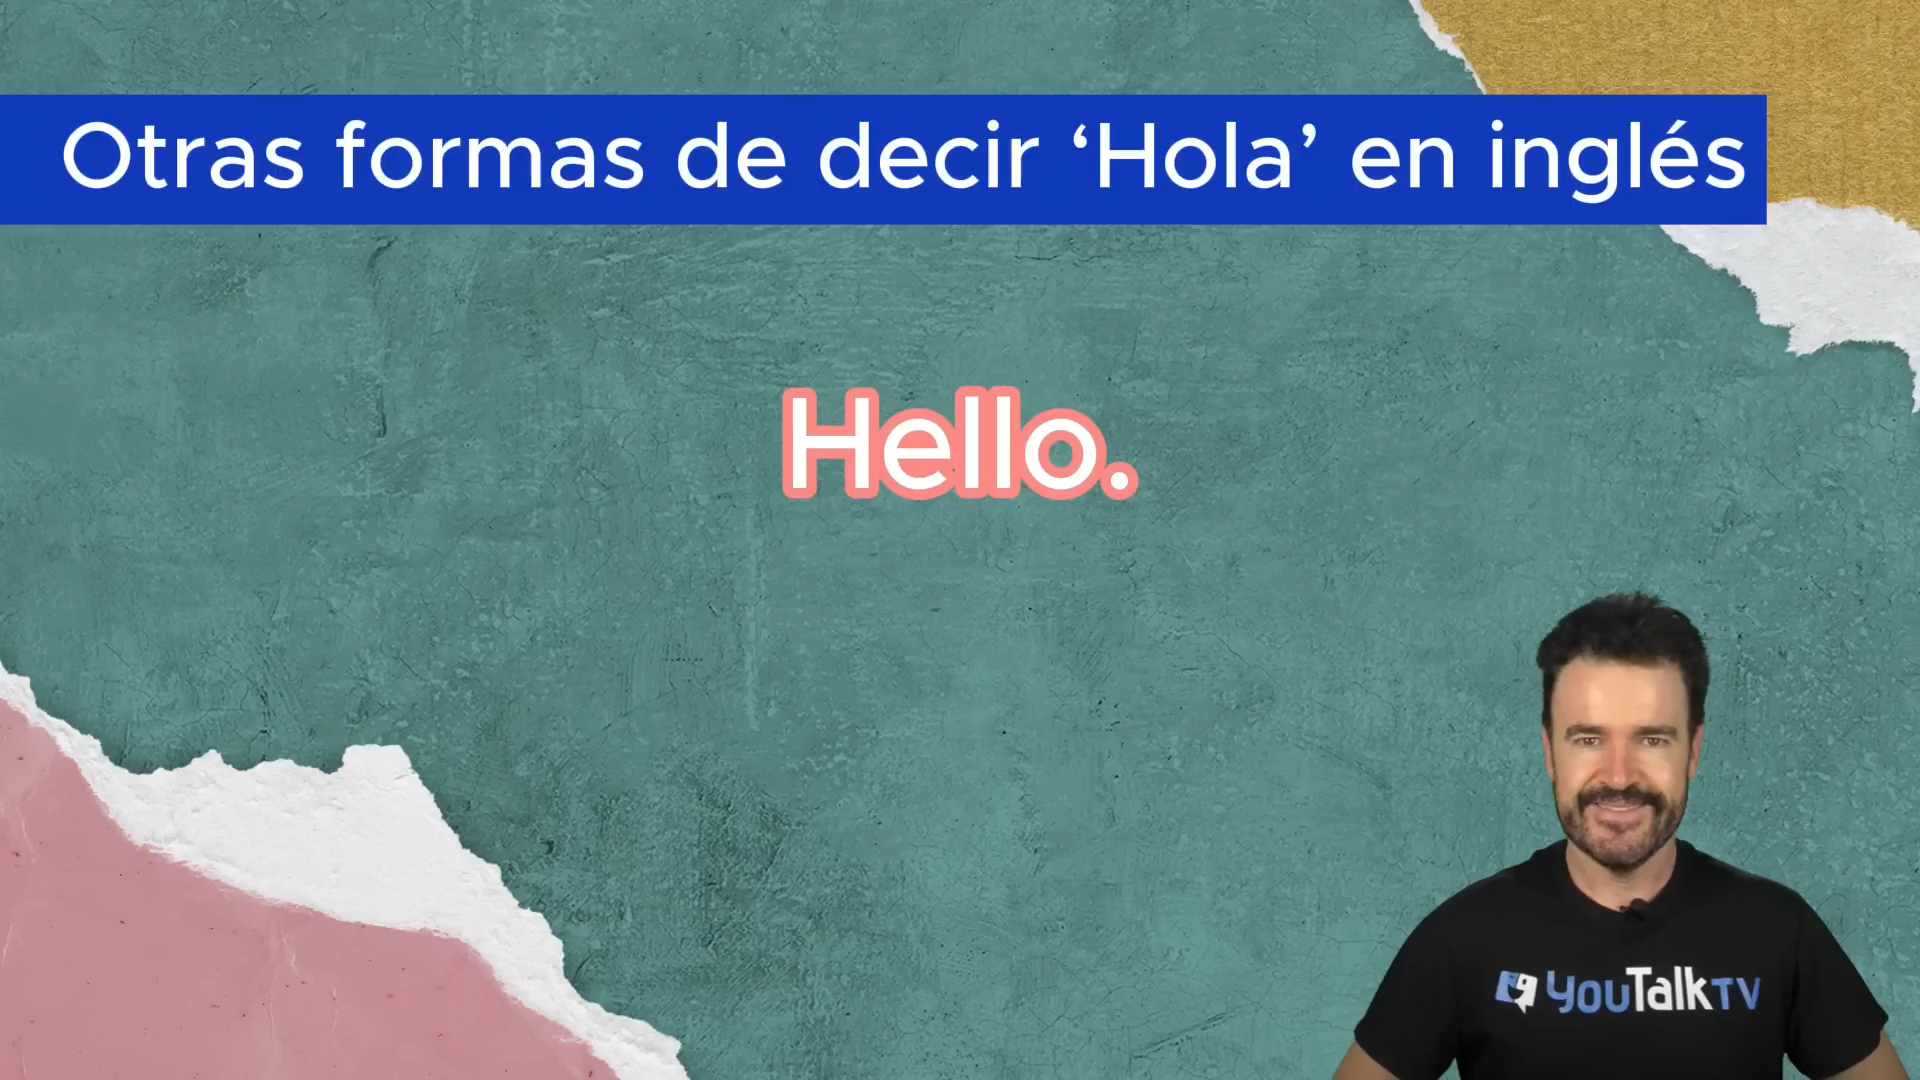 Otras formas de decir ‘Hola’ en inglés
Hello.
YouTalkTV